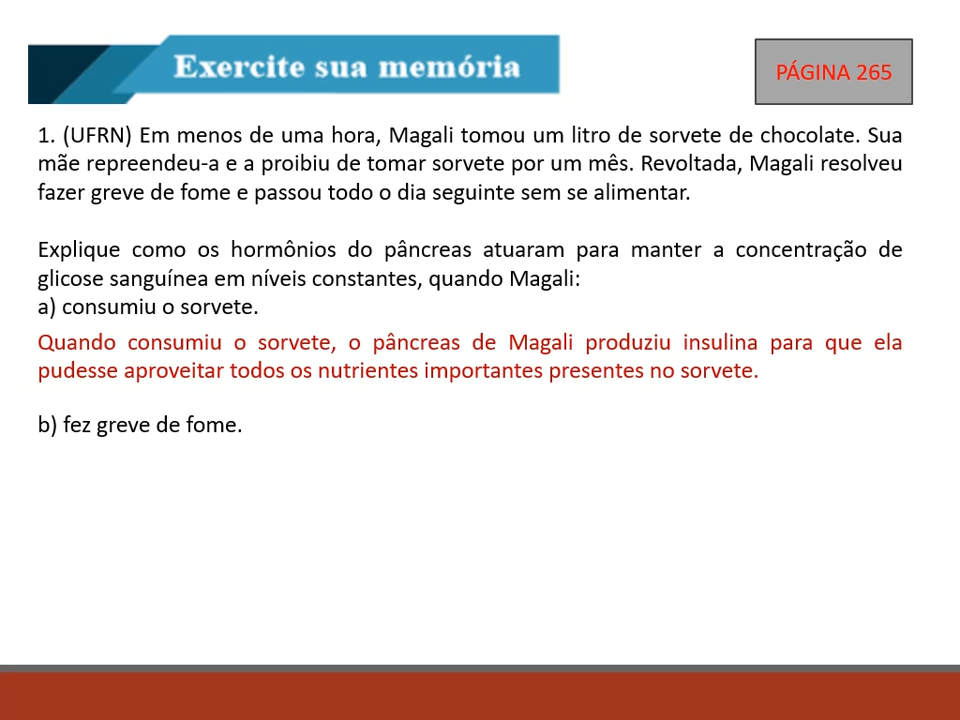 Exercite sua memória
PÁGINA 265
1. (UFRN) Em menos de uma hora, Magali tomou um litro de sorvete de chocolate. Sua
mãe repreendeu-a e a proibiu de tomar sorvete por um mês. Revoltada, Magali resolveu
fazer greve de fome e passou todo o dia seguinte sem se alimentar.
Explique como os hormônios do pâncreas atuaram para manter a concentração de
glicose sanguínea em níveis constantes, quando Magali:
a) consumiu o sorvete.
Quando consumiu o sorvete, o pâncreas de Magali produziu insulina para que ela
pudesse aproveitar todos os nutrientes importantes presentes no sorvete.
b) fez greve de fome.